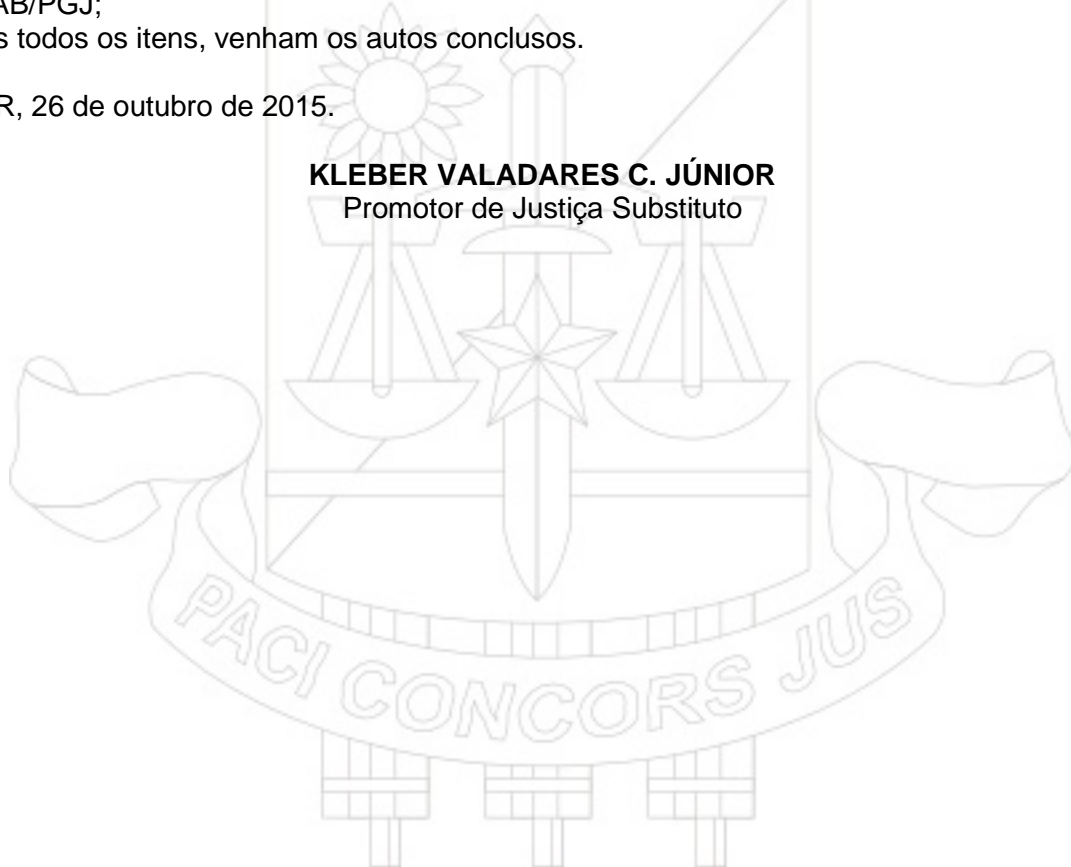 AB/PGJ;
s todos os itens, venham os autos conclusos.
R, 26 de outubro de 2015.
KLEBER VALADARES C. JÚNIOR
Promotor de Justiça Substituto
PACI CONCORS JUS